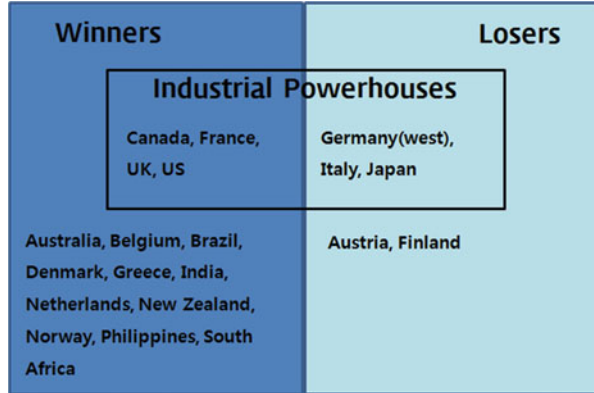 Winners
Losers
Industrial Powerhouses
Canada, France,
UK, US
Germany(west),
Italy, Japan
Australia, Belgium, Brazil,
Denmark, Greece, India,
Netherlands, New Zealand,
Norway, Philippines, South
Africa
Austria, Finland